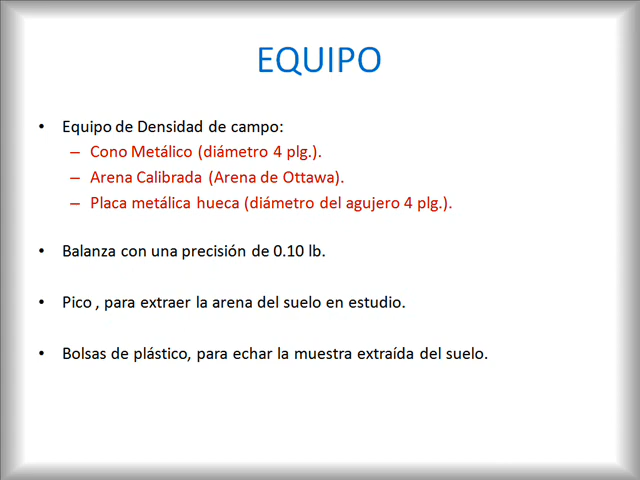 EQUIPO
• Equipo de Densidad de campo:
– Cono Metálico (diámetro 4 plg.).
– Arena Calibrada (Arena de Ottawa).
– Placa metálica hueca (diámetro del agujero 4 plg.).
• Balanza con una precisión de 0.10 lb.
• Pico , para extraer la arena del suelo en estudio.
• Bolsas de plástico, para echar la muestra extraída del suelo.